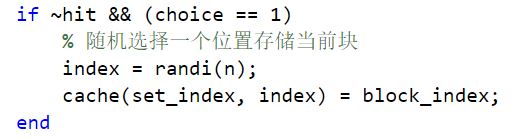 if ~hit && (choice == 1)
    % 随机选择一个位置存储当前块
    index = randi(n);
    cache(set_index, index) = block_index;
end